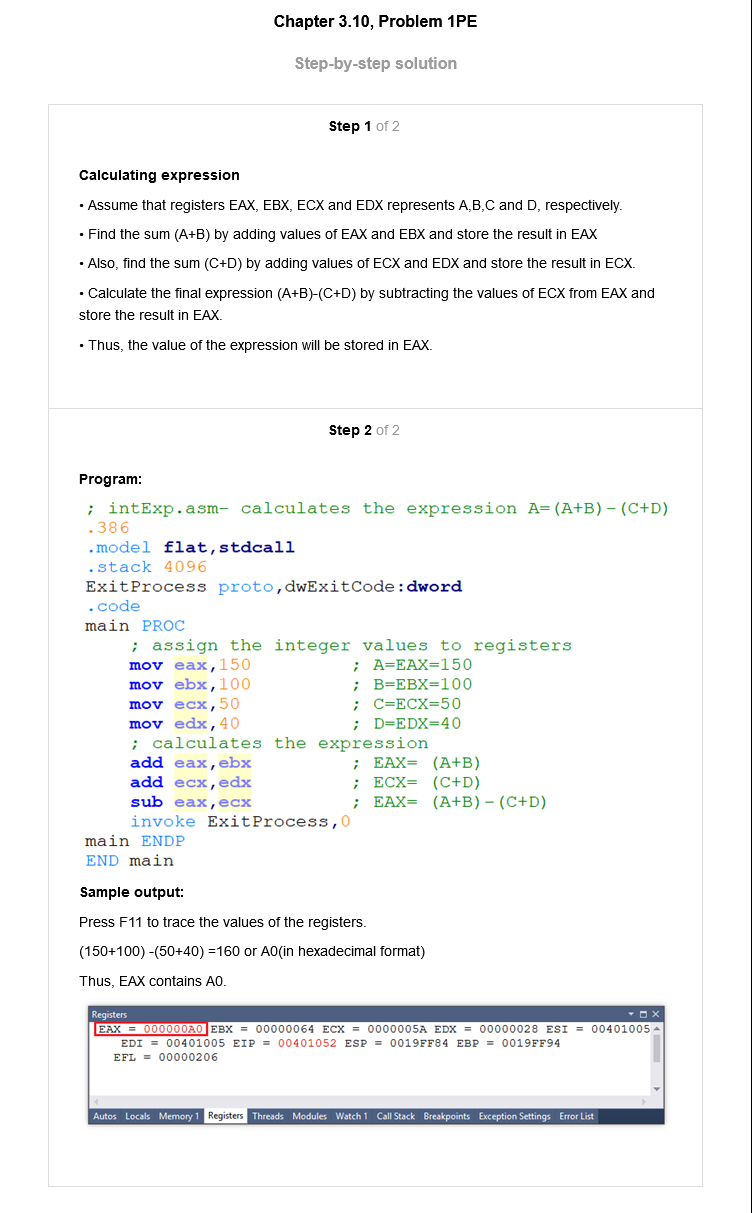 Chapter 3.10, Problem 1PE
Step-by-step solution
Step 1 of 2
Calculating expression
• Assume that registers EAX, EBX, ECX and EDX represents A,B,C and D, respectively.
• Find the sum (A+B) by adding values of EAX and EBX and store the result in EAX
• Also, find the sum (C+D) by adding values of ECX and EDX and store the result in ECX.
• Calculate the final expression (A+B)-(C+D) by subtracting the values of ECX from EAX and
store the result in EAX.
• Thus, the value of the expression will be stored in EAX.
Step 2 of 2
Program:
; intExp.asm- calculates the expression A=(A+B)-(C+D)
.386
.model flat,stdcall
.stack 4096
ExitProcess proto,dwExitCode:dword
.code
main PROC
; assign the integer values to registers
mov eax,150 ; A=EAX=150
mov ebx,100 ; B=EBX=100
mov ecx,50 ; C=ECX=50
mov edx,40 ; D=EDX=40
; calculates the expression
add eax,ebx ; EAX= (A+B)
add ecx,edx ; ECX= (C+D)
sub eax,ecx ; EAX= (A+B)-(C+D)
invoke ExitProcess,0
main ENDP
END main
Sample output:
Press F11 to trace the values of the registers.
(150+100) -(50+40) =160 or A0(in hexadecimal format)
Thus, EAX contains A0.
Registers
EAX = 000000A0 EBX = 00000064 ECX = 0000005A EDX = 00000028 ESI = 00401005
EDI = 00401005 EIP = 00401052 ESP = 0019FF84 EBP = 0019FF94
EFL = 00000206
Autos Locals Memory 1 Registers Threads Modules Watch 1 Call Stack Breakpoints Exception Settings Error List